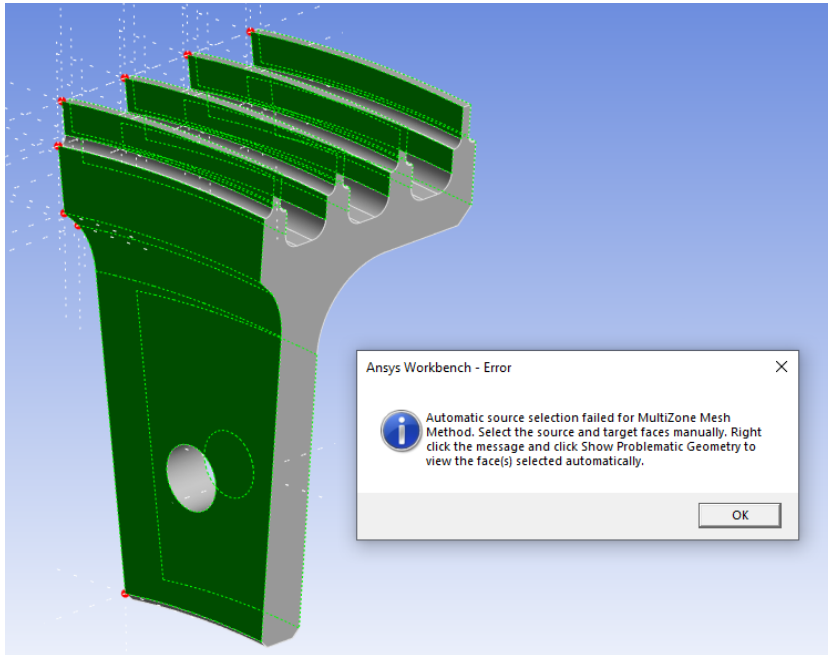 Ansys Workbench - Error
Automatic source selection failed for MultiZone Mesh
Method. Select the source and target faces manually. Right
click the message and click Show Problematic Geometry to
view the face(s) selected automatically.
OK